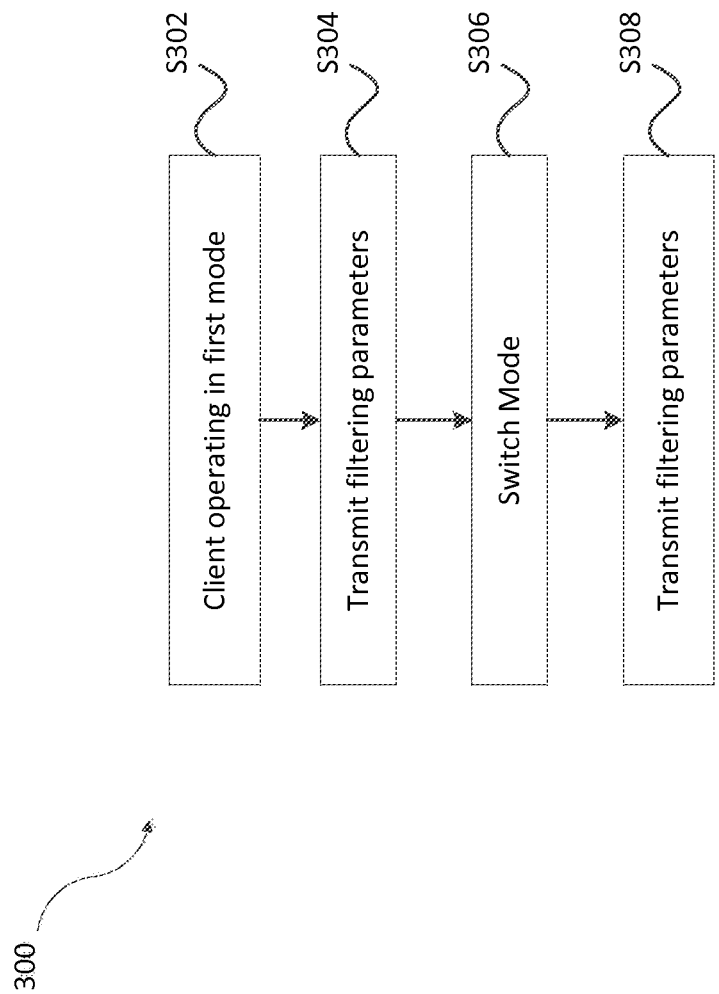 300
Client operating in first mode
S302
Transmit filtering parameters
S304
Switch Mode
S306
Transmit filtering parameters
S308